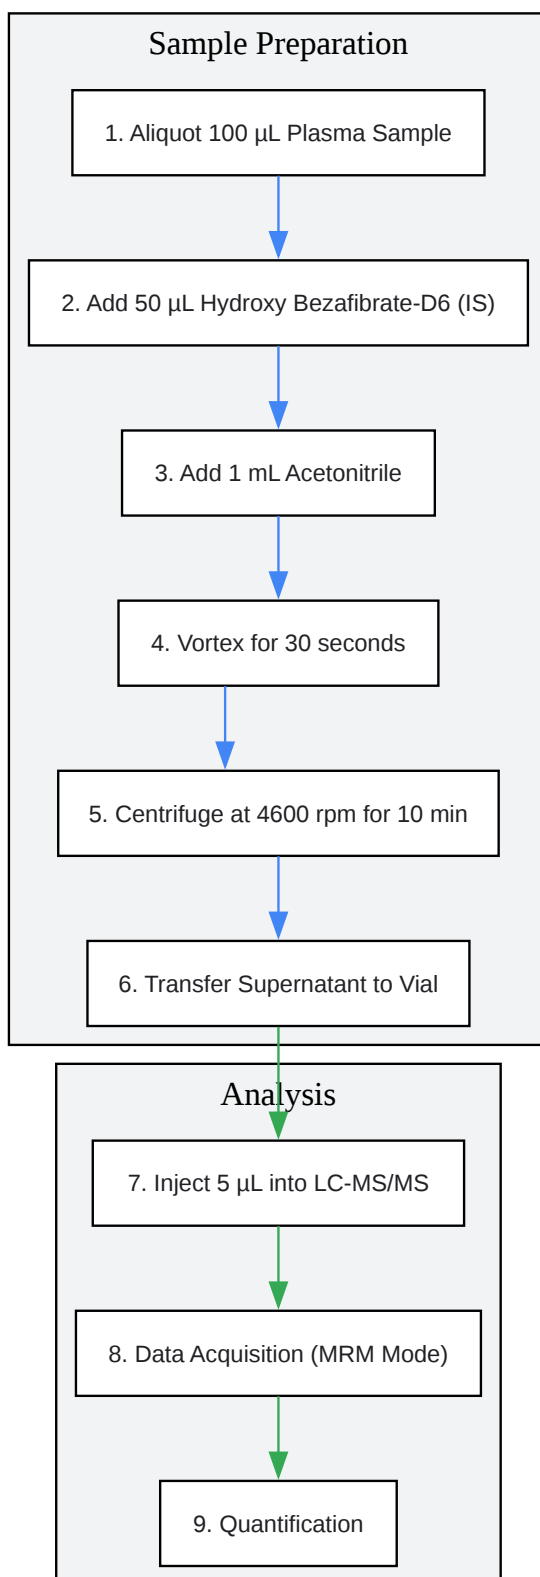 Sample Preparation
1. Aliquot 100 µL Plasma Sample
2. Add 50 µL Hydroxy Bezafibrate-D6 (IS)
3. Add 1 mL Acetonitrile
4. Vortex for 30 seconds
5. Centrifuge at 4600 rpm for 10 min
6. Transfer Supernatant to Vial
Analysis
7. Inject 5 µL into LC-MS/MS
8. Data Acquisition (MRM Mode)
9. Quantification